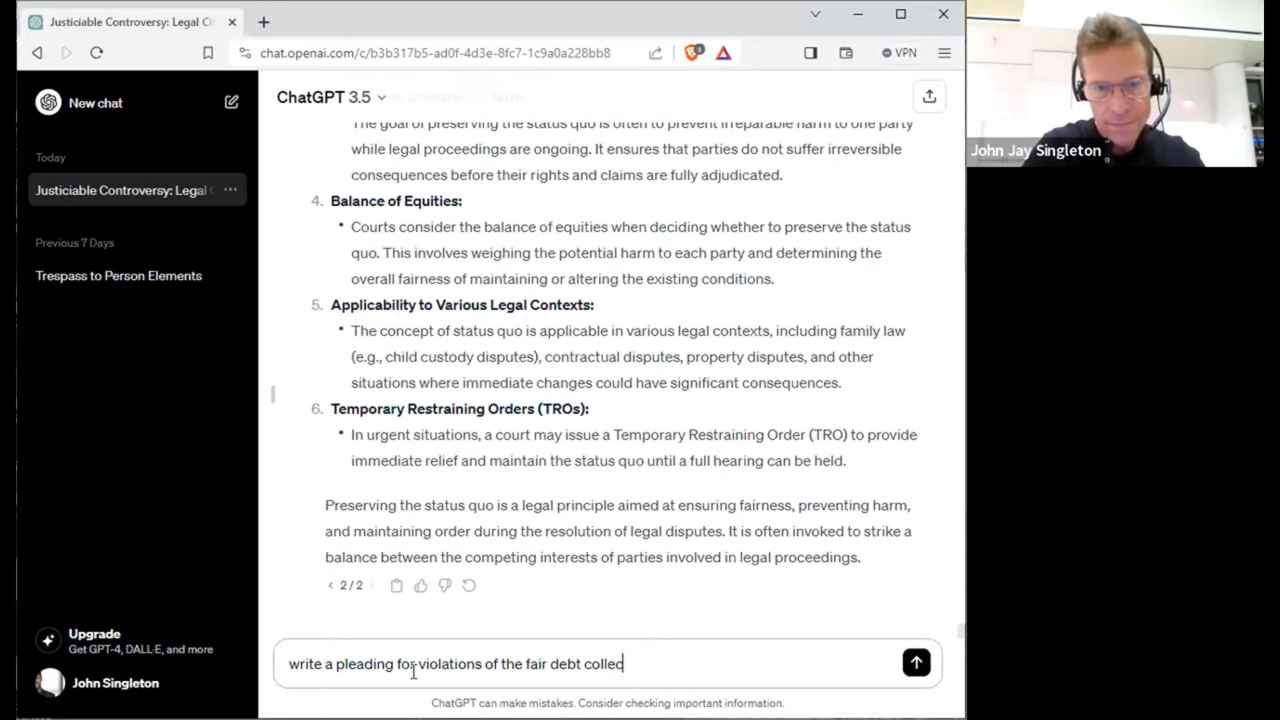 Justiciable Controversy: Legal Ci
chat.openai.com/c/b3b317b5-ad0f-4d3e-8fc7-1c9a0a228bb8
VPN
New chat
Today
Justiciable Controversy: Legal
Previous 7 Days
Trespass to Person Elements
Upgrade
Get GPT-4, DALL·E, and more
John Singleton
ChatGPT 3.5
The goal of preserving the status quo is often to prevent irreparable harm to one party
while legal proceedings are ongoing. It ensures that parties do not suffer irreversible
consequences before their rights and claims are fully adjudicated.
4. Balance of Equities:
• Courts consider the balance of equities when deciding whether to preserve the status
quo. This involves weighing the potential harm to each party and determining the
overall fairness of maintaining or altering the existing conditions.
5. Applicability to Various Legal Contexts:
• The concept of status quo is applicable in various legal contexts, including family law
(e.g., child custody disputes), contractual disputes, property disputes, and other
situations where immediate changes could have significant consequences.
6. Temporary Restraining Orders (TROs):
• In urgent situations, a court may issue a Temporary Restraining Order (TRO) to provide
immediate relief and maintain the status quo until a full hearing can be held.
Preserving the status quo is a legal principle aimed at ensuring fairness, preventing harm,
and maintaining order during the resolution of legal disputes. It is often invoked to strike a
balance between the competing interests of parties involved in legal proceedings.
2/2
write a pleading for violations of the fair debt collec
ChatGPT can make mistakes. Consider checking important information.
John Jay Singleton